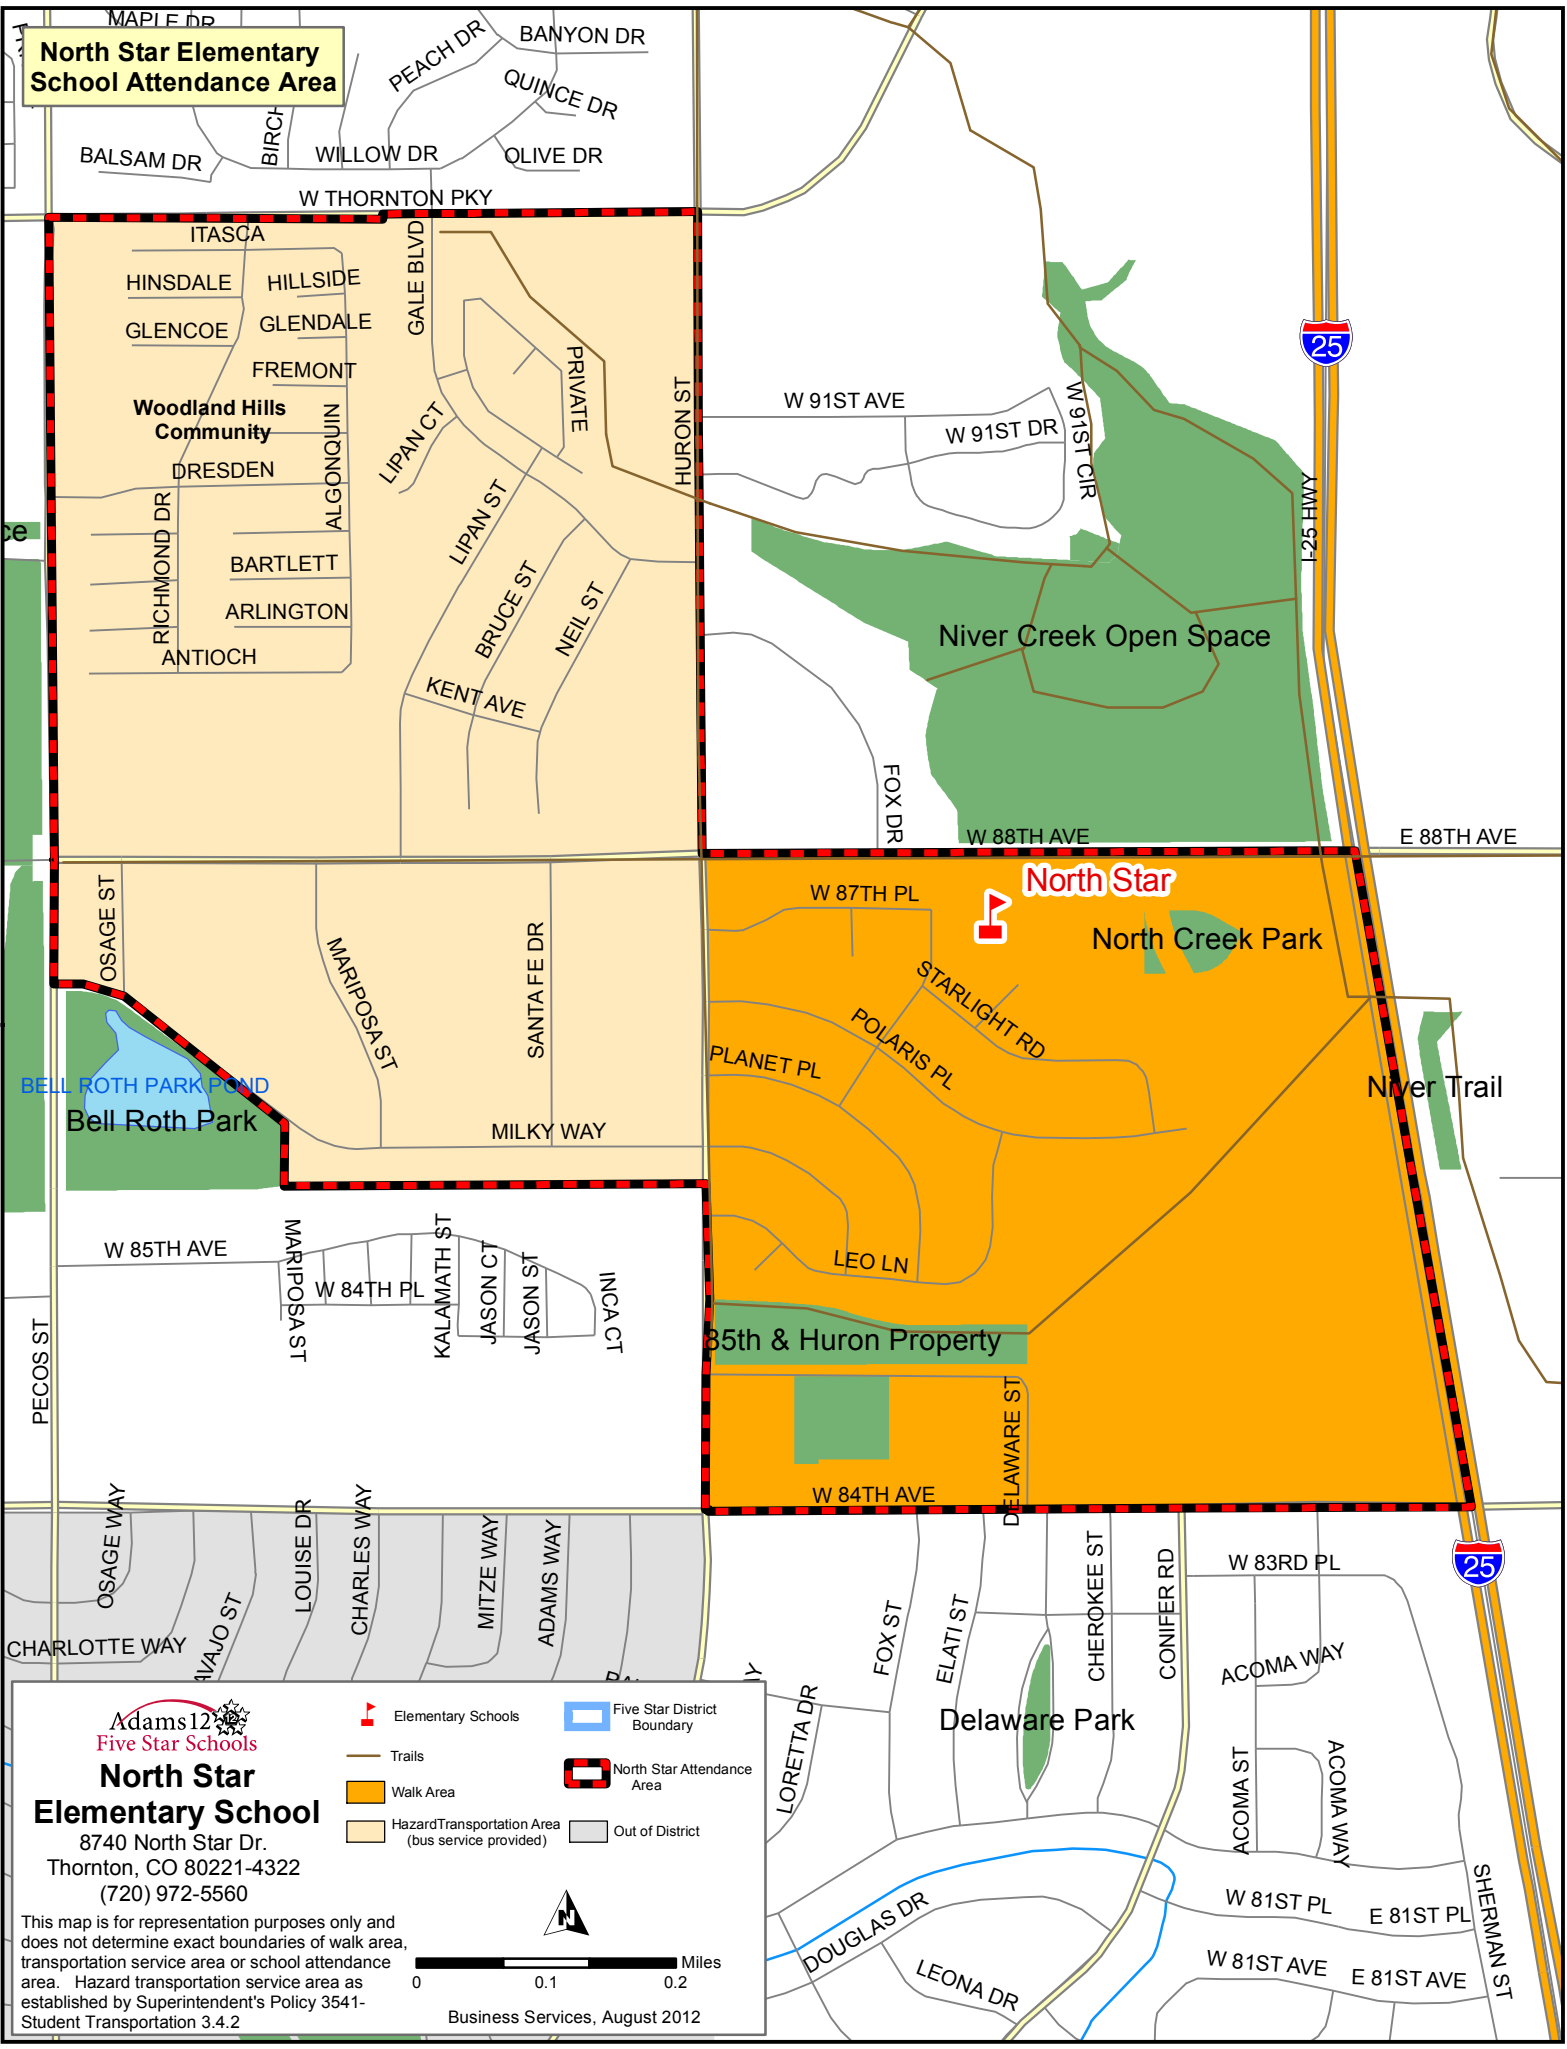 MAPLE DR
North Star Elementary
School Attendance Area
PEACH DR
BANYON DR
QUINCE DR
BIRCH
BALSAM DR
WILLOW DR
OLIVE DR
W THORNTON PKY
ITASCA
GALE BLVD
HINSDALE
HILLSIDE
GLENCOE
GLENDALE
25
FREMONT
PRIVATE
HURON ST
W 91ST AVE
W 91ST CIR
Woodland Hills
Community
ALGONQUIN
LIPAN CT
W 91ST DR
DRESDEN
I-25 HWY
RICHMOND DR
LIPAN ST
ce
BARTLETT
BRUCE ST
NEIL ST
ARLINGTON
Niver Creek Open Space
ANTIOCH
KENT AVE
FOX DR
W 88TH AVE
E 88TH AVE
North Star
OSAGE ST
W 87TH PL
MARIPOSA ST
SANTA FE DR
North Creek Park
STARLIGHT RD
POLARIS PL
PLANET PL
BELL ROTH PARK POND
Niver Trail
Bell Roth Park
MILKY WAY
W 85TH AVE
MARIPOSA ST
W 84TH PL
KALAMATH ST
JASON CT
JASON ST
INCA CT
LEO LN
PECOS ST
85th & Huron Property
DELAWARE ST
W 84TH AVE
OSAGE WAY
LOUISE DR
CHARLES WAY
MITZE WAY
ADAMS WAY
CHERokee ST
CONIFER RD
W 83RD PL
25
CHARLOTTE WAY
AVAJO ST
FOX ST
ELATI ST
ACOMA WAY
LORETTA DR
Delaware Park
ACOMA ST
ACOMA WAY
Adams 12
Five Star Schools
North Star
Elementary School
8740 North Star Dr.
Thornton, CO 80221-4322
(720) 972-5560
This map is for representation purposes only and
does not determine exact boundaries of walk area,
transportation service area or school attendance
area. Hazard transportation service area as
established by Superintendent's Policy 3541-
Student Transportation 3.4.2
Elementary Schools
Trails
Walk Area
HazardTransportation Area
(bus service provided)
Five Star District
Boundary
North Star Attendance
Area
Out of District
N
Miles
0 0.1 0.2
Business Services, August 2012
DOUGLAS DR
LEONA DR
W 81ST PL
E 81ST PL
W 81ST AVE
E 81ST AVE
SHERMAN ST